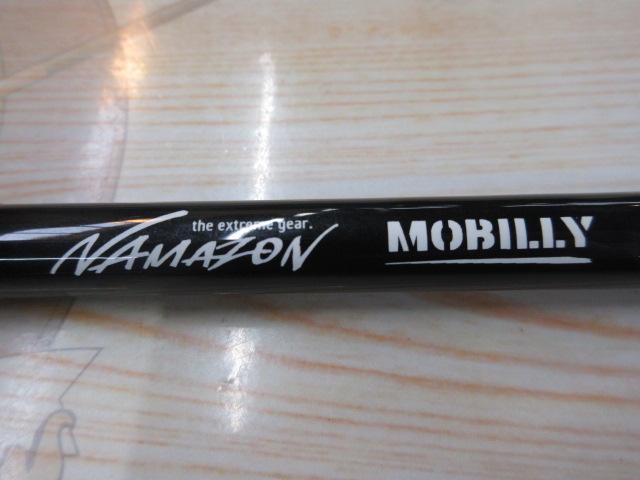 the extreme gear.
NAMAZON
MOBILLY